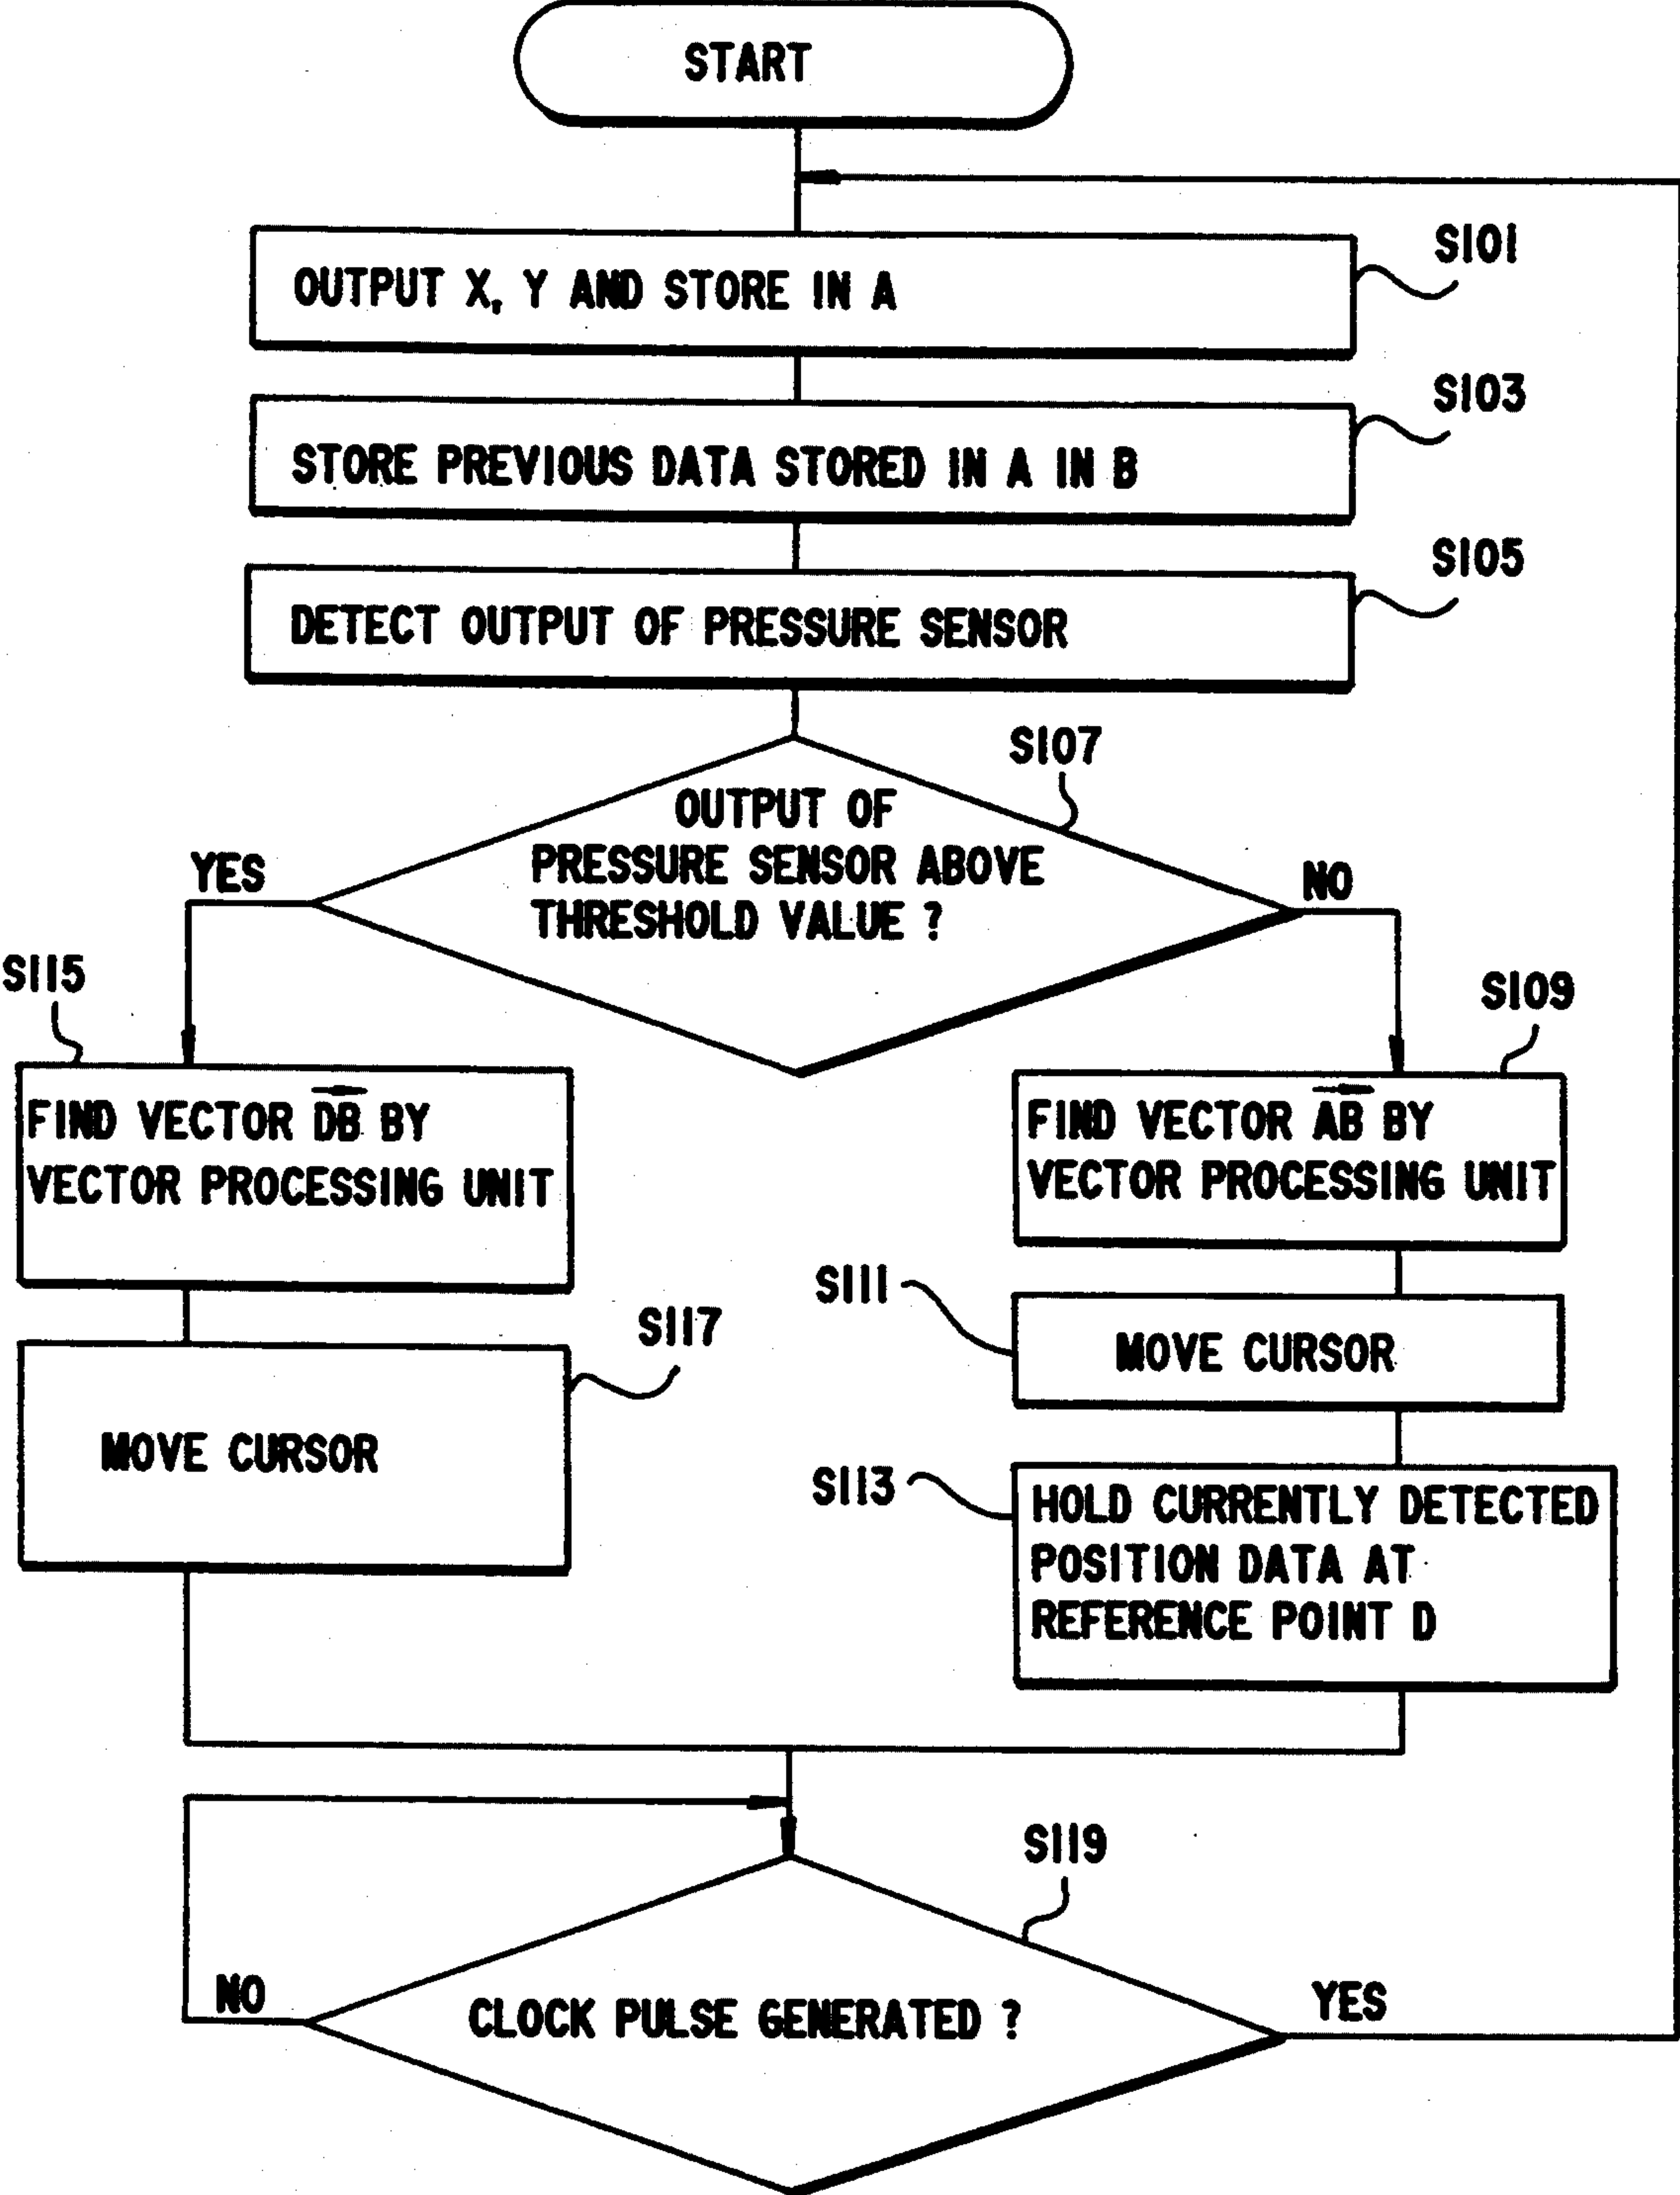 START
S101
OUTPUT X, Y AND STORE IN A
S103
STORE PREVIOUS DATA STORED IN A IN B
S105
DETECT OUTPUT OF PRESSURE SENSOR
S107
OUTPUT OF
PRESSURE SENSOR ABOVE
THRESHOLD VALUE ?
YES
NO
S115
FIND VECTOR DB BY
VECTOR PROCESSING UNIT
S109
FIND VECTOR AB BY
VECTOR PROCESSING UNIT
S117
MOVE CURSOR
S111
MOVE CURSOR
S113
HOLD CURRENTLY DETECTED
POSITION DATA AT
REFERENCE POINT D
S119
CLOCK PULSE GENERATED ?
NO
YES